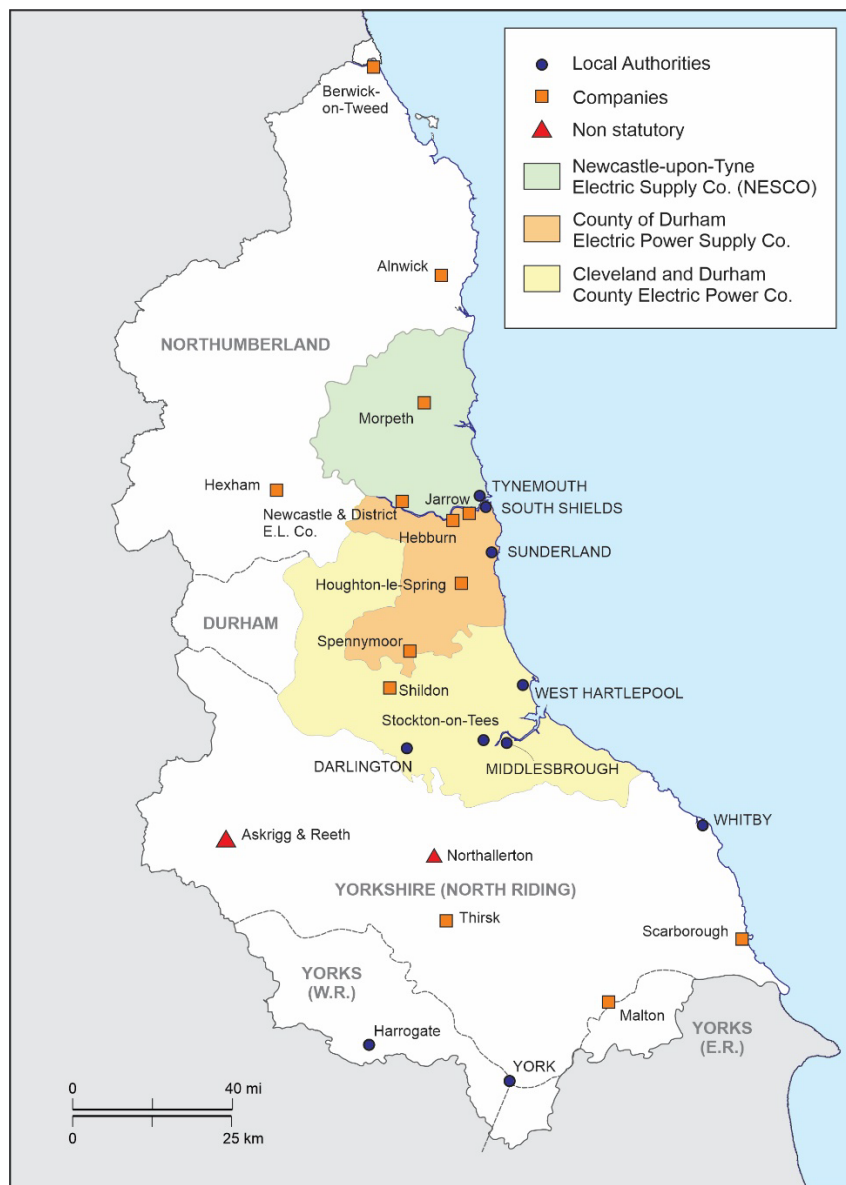 Berwick-
on-Tweed
Local Authorities
Companies
Non statutory
Newcastle-upon-Tyne
Electric Supply Co. (NESCO)
County of Durham
Electric Power Supply Co.
Cleveland and Durham
County Electric Power Co.
Alnwick
NORTHUMBERLAND
Morpeth
Hexham
Newcastle & District
E.L. Co.
Jarrow
TYNEMOUTH
SOUTH SHIELDS
Hebburn
SUNDERLAND
Houghton-le-Spring
DURHAM
Spennymoor
Shildon
WEST HARTLEPOOL
Stockton-on-Tees
DARLINGTON
MIDDLESBROUGH
WHITBY
Askrigg & Reeth
Northallerton
YORKSHIRE (NORTH RIDING)
Thirsk
Scarborough
YORKS
(W.R.)
Malton
YORKS
(E.R.)
Harrogate
YORK
0 40 mi
0 25 km